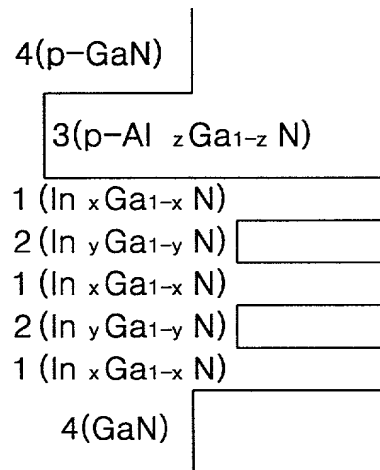 4(p-GaN)
3(p-Al zGa1-z N)
1 (In xGa1-x N)
2 (In yGa1-y N)
1 (In xGa1-x N)
2 (In yGa1-y N)
1 (In xGa1-x N)
4(GaN)